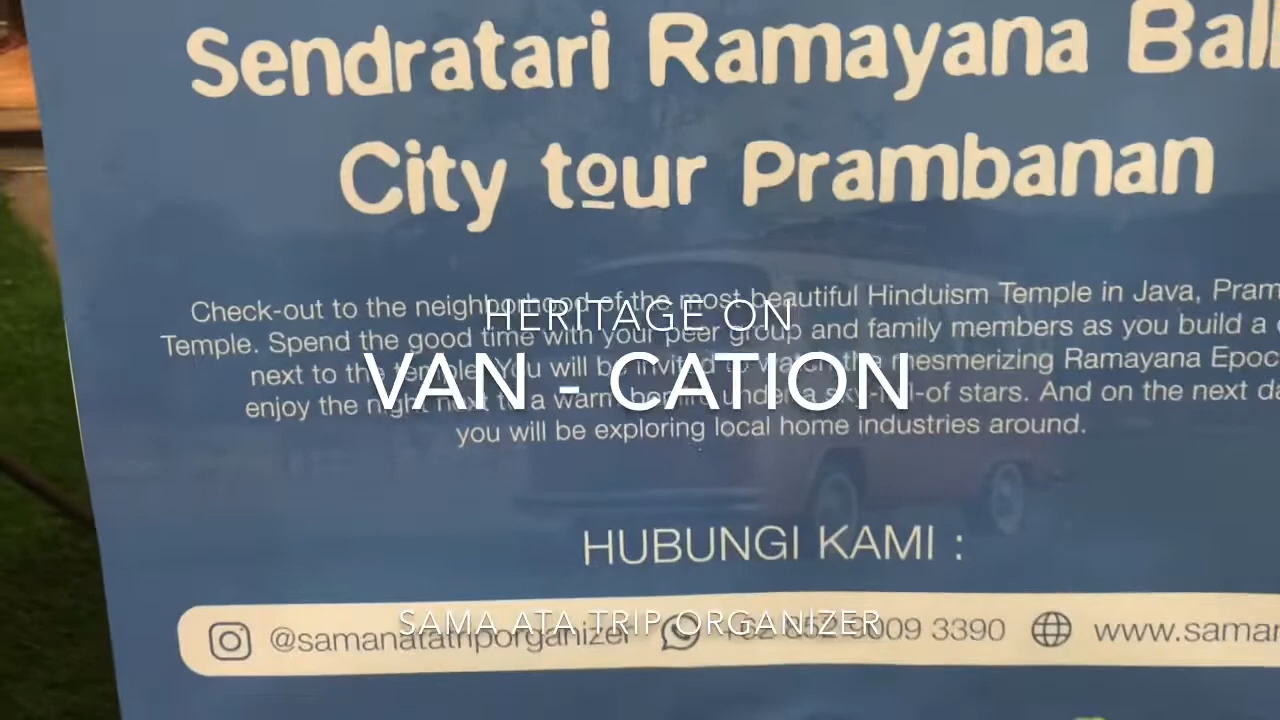 Sendratari Ramayana Ball
City tour Prambanan
Check-out to the neighborhood of the most beautiful Hinduism Temple in Java, Pram
Temple. Spend the good time with your peer group and family members as you build a
next to the temple. You will be invited to watch the mesmerizing Ramayana Epoc
enjoy the night next to a warm bonfire under a sky-full-of stars. And on the next da
you will be exploring local home industries around.
HERITAGE ON
VAN - CATION
HUBUNGI KAMI :
@samanatatriporganizer +62 852 9009 3390 www.saman
SAMA ATA TRIP ORGANIZER